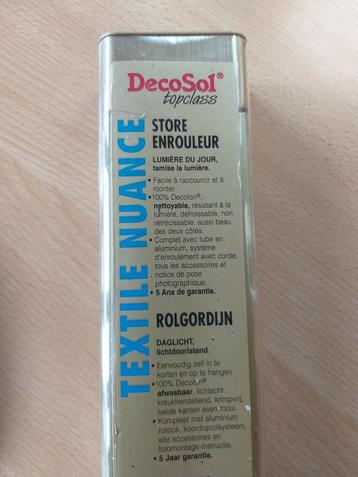 DecoSol®
topclass
TEXTILE NUANCE
STORE
ENROULEUR
LUMIÈRE DU JOUR,
tamise la lumière.
• Facile à raccourcir et à
monter.
• 100% Decolon®,
nettoyable, résistant à la
lumière, défroissable, non
rétrécissable, aussi beau
des deux côtés.
• Complet avec tube en
aluminium, système
d'enroulement avec corde,
tous les accessoires et
notice de pose
photographique.
• 5 Ans de garantie.
ROLGORDIJN
DAGLICHT,
lichtdoorlatend.
• Eenvoudig zelf in te
korten en op te hangen.
• 100% Decolon®
afwasbaar, lichtecht,
kreukherstellend, krimpvrij,
beide kanten even mooi.
• Kompleet met aluminium
rolstok, koordoprolsysteem,
alle accessoires en
fotomontage-instructie.
• 5 Jaar garantie.